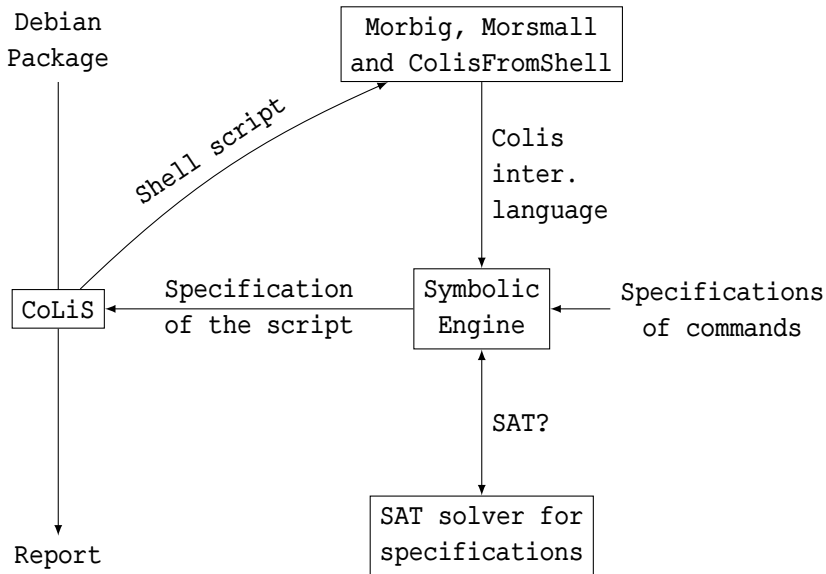 Debian
Package
Morbig, Morsmall
and ColisFromShell
Shell script
Colis
inter.
language
CoLiS
Specification
of the script
Symbolic
Engine
Specifications
of commands
SAT?
SAT solver for
specifications
Report